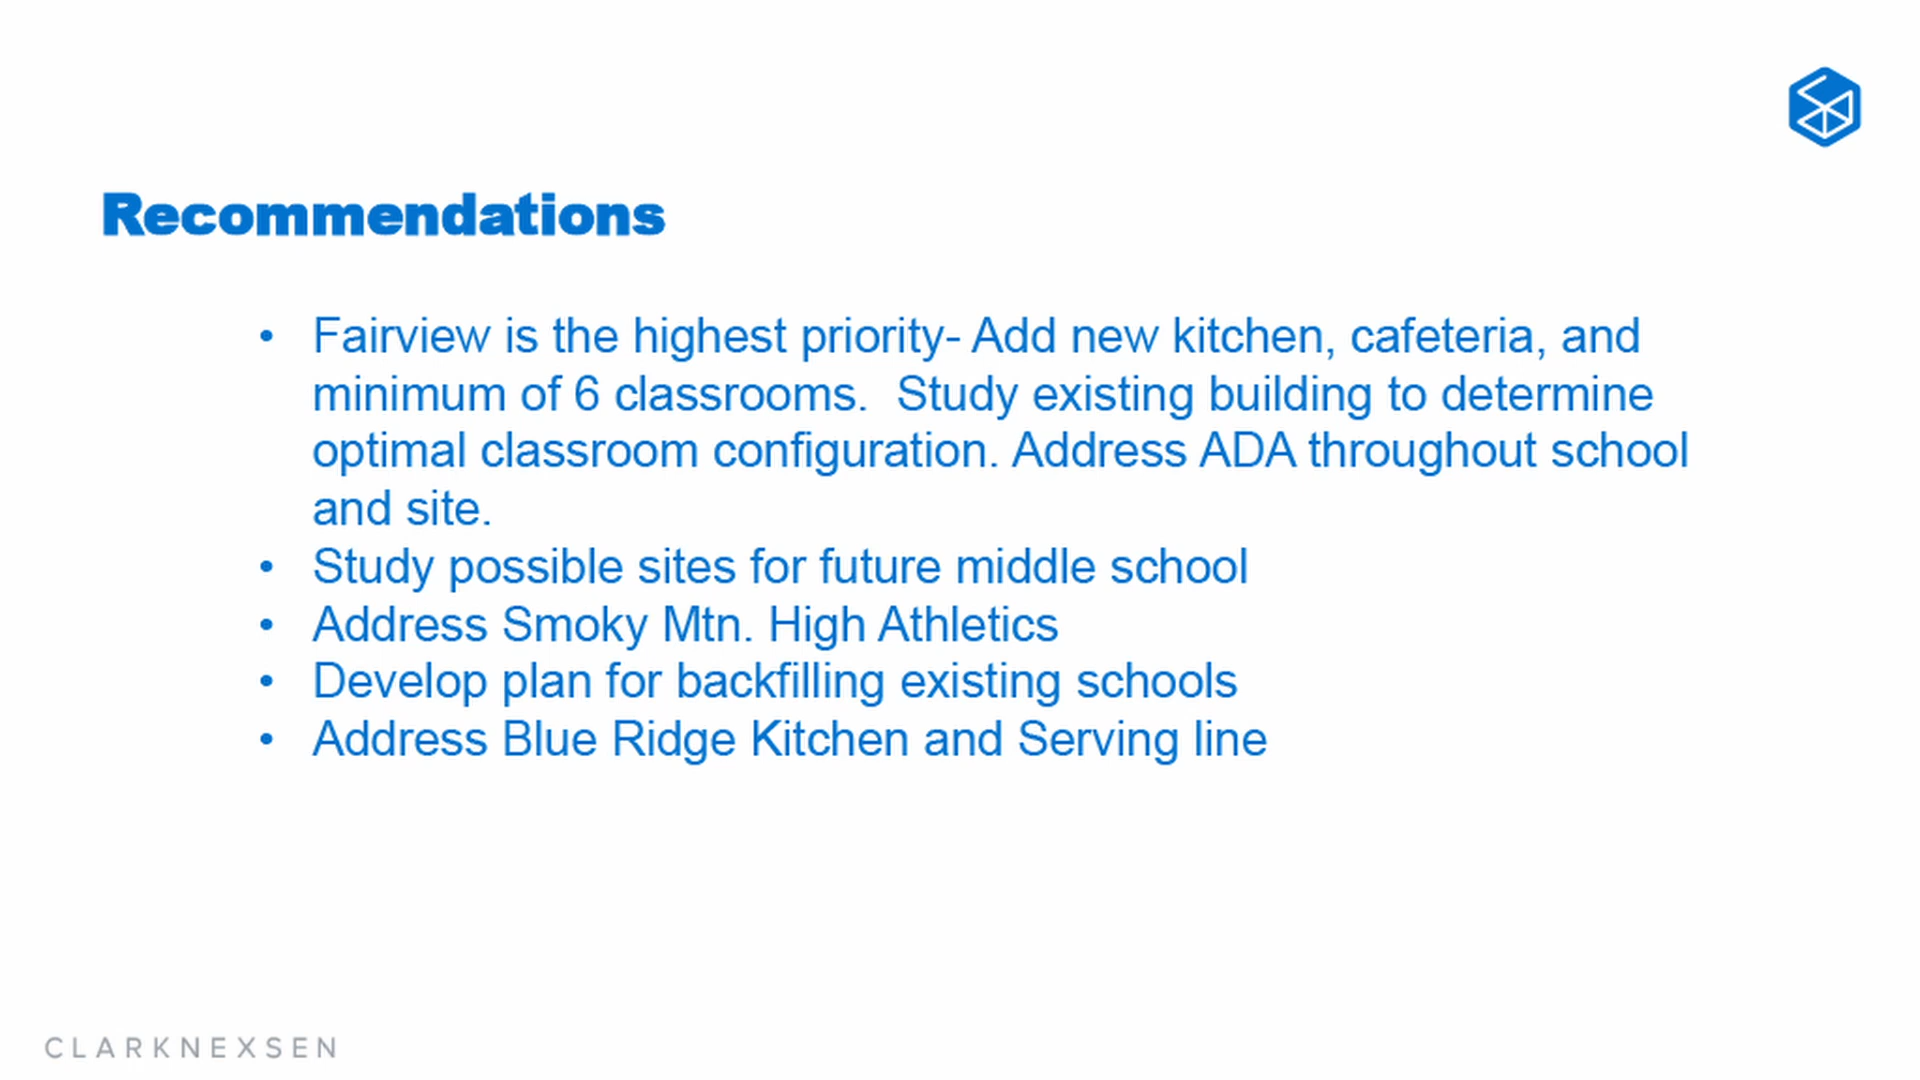 Recommendations
• Fairview is the highest priority- Add new kitchen, cafeteria, and
minimum of 6 classrooms.  Study existing building to determine
optimal classroom configuration. Address ADA throughout school
and site.
• Study possible sites for future middle school
• Address Smoky Mtn. High Athletics
• Develop plan for backfilling existing schools
• Address Blue Ridge Kitchen and Serving line
CLARKNEXSEN